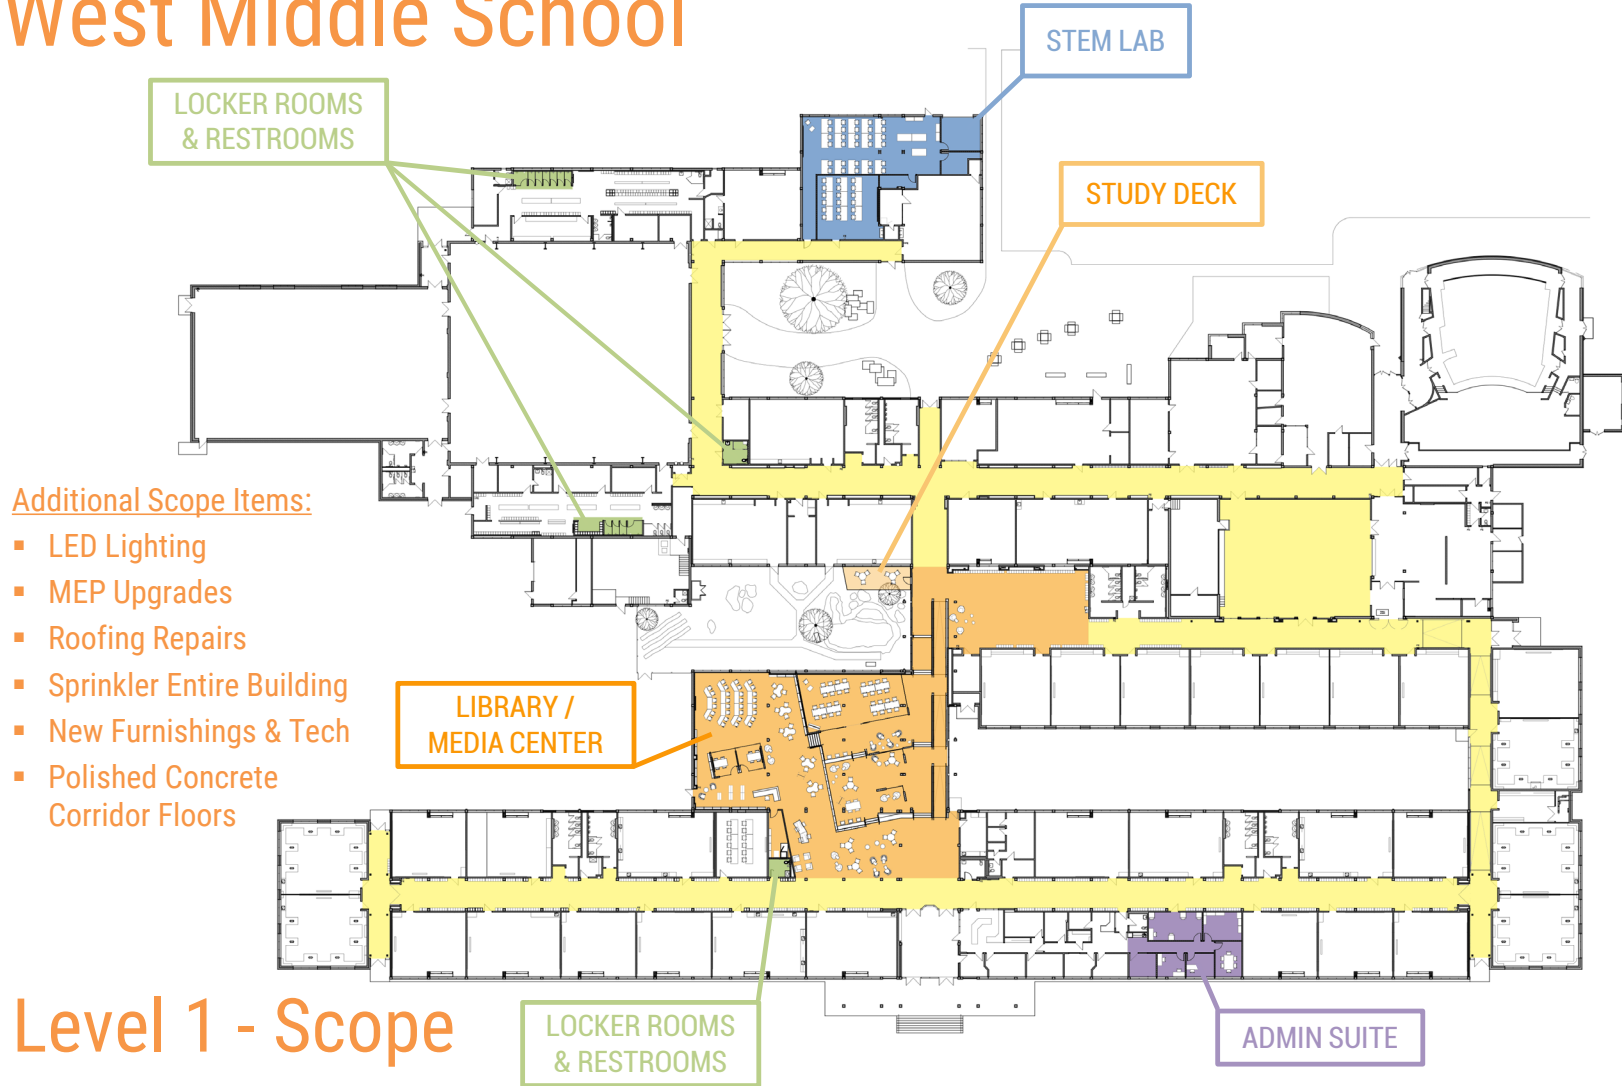 West Middle School
STEM LAB
LOCKER ROOMS
& RESTROOMS
STUDY DECK
Additional Scope Items:
▪ LED Lighting
▪ MEP Upgrades
▪ Roofing Repairs
▪ Sprinkler Entire Building
▪ New Furnishings & Tech
▪ Polished Concrete
Corridor Floors
LIBRARY /
MEDIA CENTER
Level 1 - Scope
LOCKER ROOMS
& RESTROOMS
ADMIN SUITE